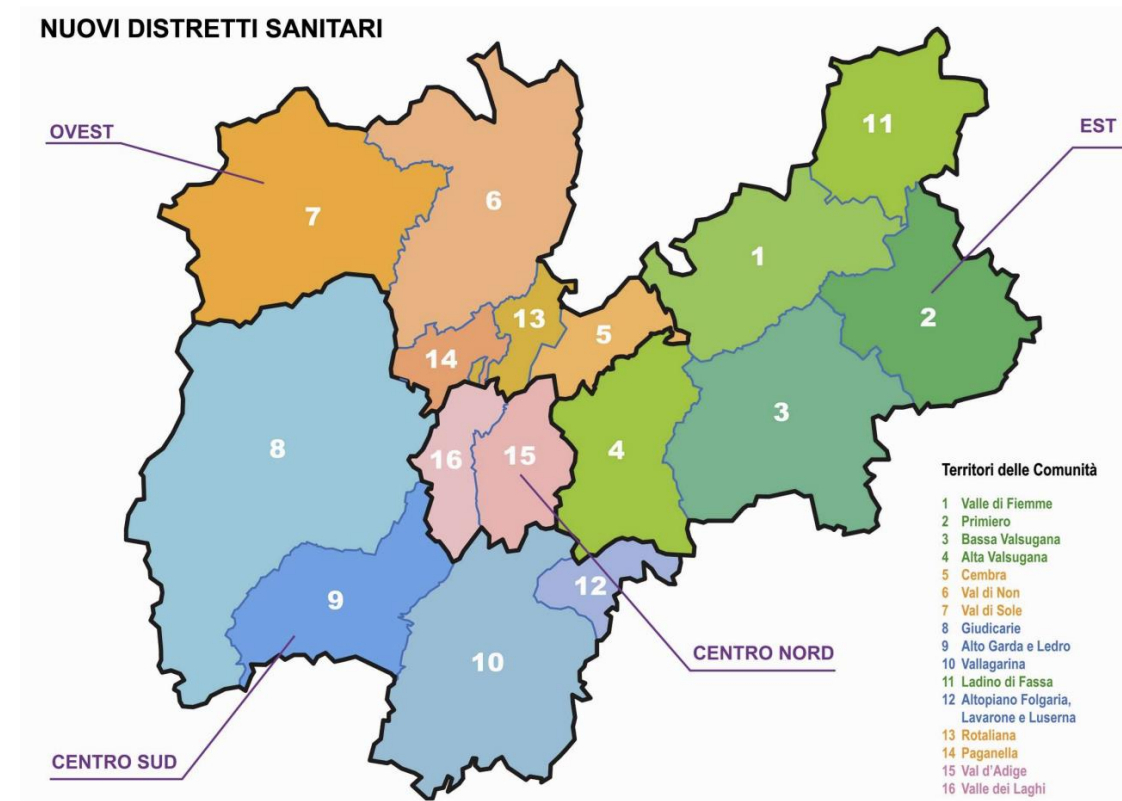 NUOVI DISTRETTI SANITARI
OVEST
EST
11
7
6
1
2
13
5
14
3
8
16
15
4
9
12
10
CENTRO NORD
CENTRO SUD
Territori delle Comunità
1 Valle di Fiemme
2 Primiero
3 Bassa Valsugana
4 Alta Valsugana
5 Cembra
6 Val di Non
7 Val di Sole
8 Giudicarie
9 Alto Garda e Ledro
10 Vallagarina
11 Ladino di Fassa
12 Altopiano Folgaria,
Lavarone e Luserna
13 Rotaliana
14 Paganella
15 Val d'Adige
16 Valle dei Laghi